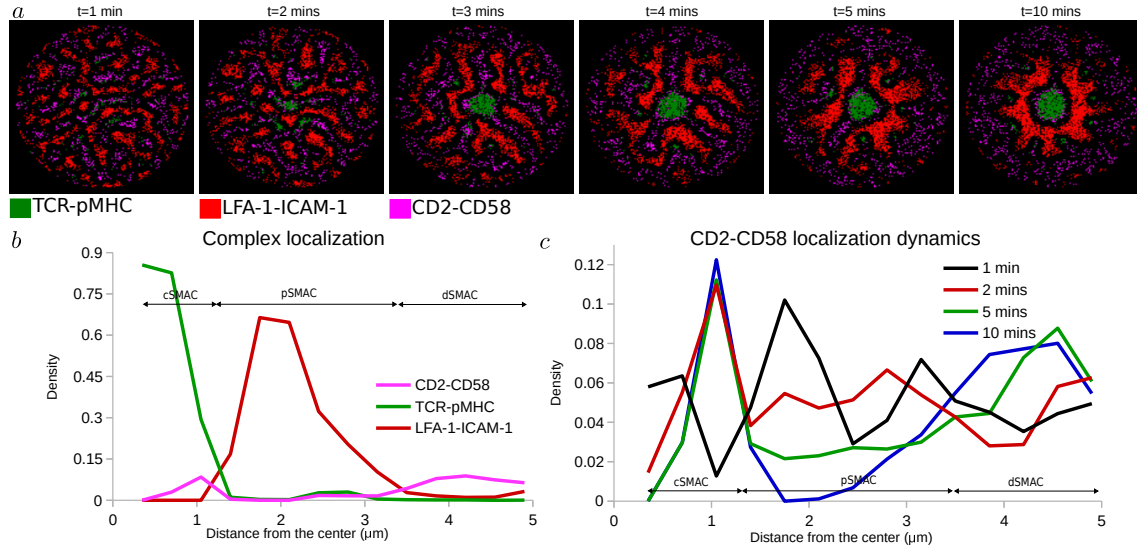 a
t=1 min
t=2 mins
t=3 mins
t=4 mins
t=5 mins
t=10 mins
TCR-pMHC
LFA-1-ICAM-1
CD2-CD58
b
Complex localization
0.9
0.75
0.6
0.45
0.3
0.15
0
Density
cSMAC
pSMAC
dSMAC
CD2-CD58
TCR-pMHC
LFA-1-ICAM-1
0
1
2
3
4
5
Distance from the center (μm)
c
CD2-CD58 localization dynamics
0.12
0.1
0.08
0.06
0.04
0.02
0
Density
1 min
2 mins
5 mins
10 mins
cSMAC
pSMAC
dSMAC
0
1
2
3
4
5
Distance from the center (μm)